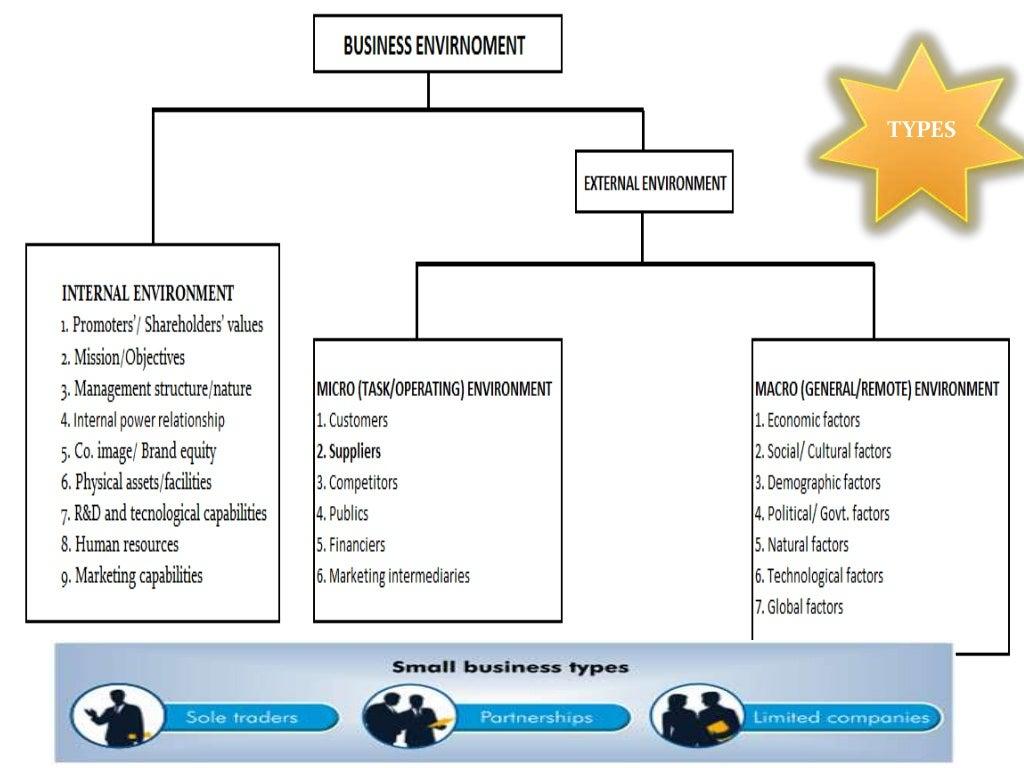 BUSINESS ENVIRNOMENT
TYPES
EXTERNAL ENVIRONMENT
INTERNAL ENVIRONMENT
1. Promoters'/ Shareholders' values
2. Mission/Objectives
3. Management structure/nature
4. Internal power relationship
5. Co. image/ Brand equity
6. Physical assets/facilities
7. R&D and tecnological capabilities
8. Human resources
9. Marketing capabilities
MICRO (TASK/OPERATING) ENVIRONMENT
1. Customers
2. Suppliers
3. Competitors
4. Publics
5. Financiers
6. Marketing intermediaries
MACRO (GENERAL/REMOTE) ENVIRONMENT
1. Economic factors
2. Social/ Cultural factors
3. Demographic factors
4. Political/ Govt. factors
5. Natural factors
6. Technological factors
7. Global factors
Small business types
Sole traders
Partnerships
Limited companies